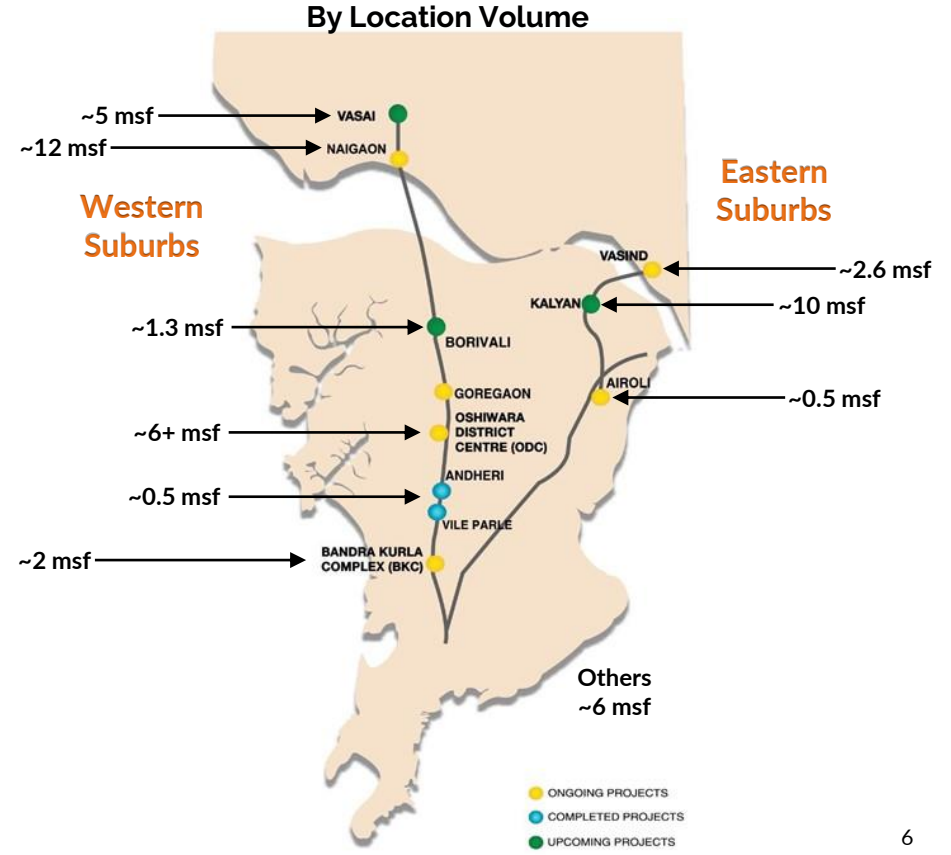 By Location Volume
~5 msf
VASAI
~12 msf
NAIGAON
Western
Suburbs
Eastern
Suburbs
VASIND
~2.6 msf
KALYAN
~10 msf
~1.3 msf
BORIVALI
AIROLI
~0.5 msf
GOREGAON
~6+ msf
OSHIWARA
DISTRICT
CENTRE (ODC)
ANDHERI
~0.5 msf
VILE PARLE
~2 msf
BANDRA KURLA
COMPLEX (BKC)
Others
~6 msf
ONGOING PROJECTS
COMPLETED PROJECTS
UPCOMING PROJECTS
6